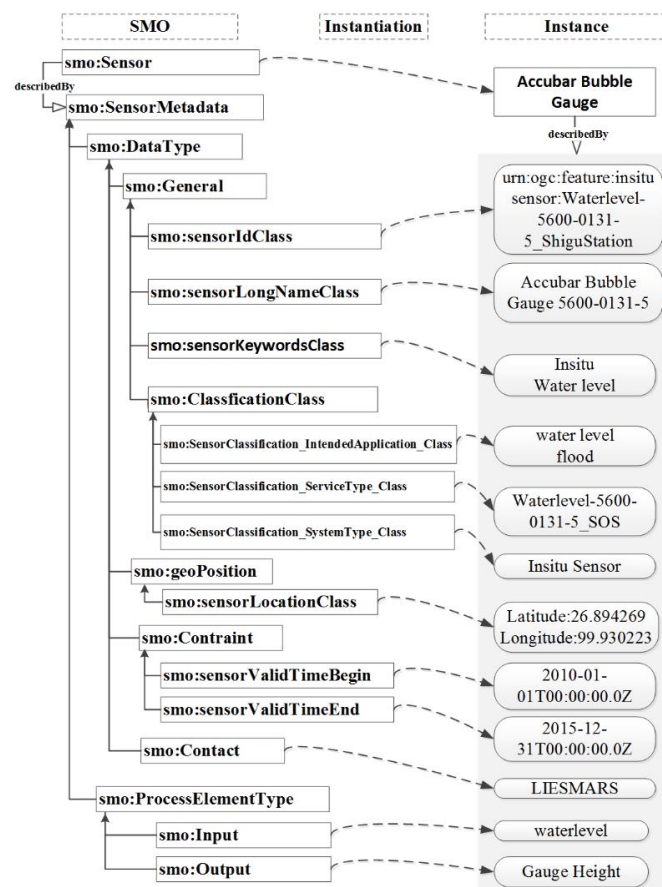 SMO
Instantiation
Instance
smo:Sensor
describedBy
smo:SensorMetadata
Accubar Bubble
Gauge
describedBy
smo:DataType
smo:General
smo:sensorIdClass
urn:ogc:feature:insitu
sensor:Waterlevel-
5600-0131-
5_ShiguStation
smo:sensorLongNameClass
Accubar Bubble
Gauge 5600-0131-5
smo:sensorKeywordsClass
Insitu
Water level
smo:ClassficationClass
smo:SensorClassification_IntendedApplication_Class
water level
flood
smo:SensorClassification_ServiceType_Class
Waterlevel-5600-
0131-5_SOS
smo:SensorClassification_SystemType_Class
Insitu Sensor
smo:geoPosition
smo:sensorLocationClass
Latitude:26.894269
Longitude:99.930223
smo:Contraint
smo:sensorValidTimeBegin
2010-01-
01T00:00:00.0Z
smo:sensorValidTimeEnd
2015-12-
31T00:00:00.0Z
smo:Contact
LIESMARS
smo:ProcessElementType
smo:Input
waterlevel
smo:Output
Gauge Height